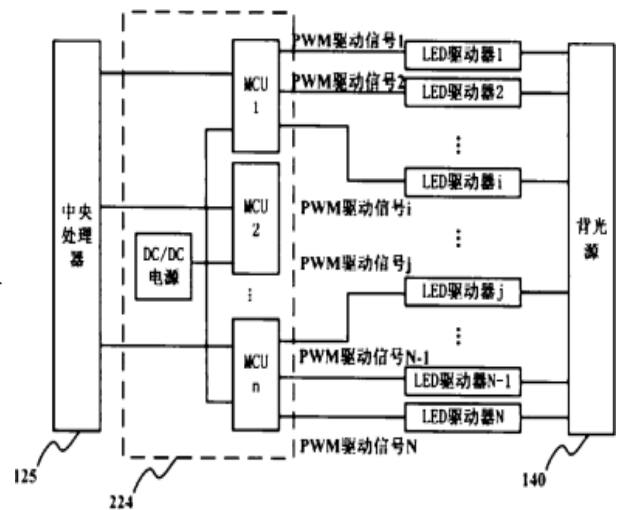 PWM驱动信号1
LED驱动器1
MCU
1
PWM驱动信号2
LED驱动器2
⋮
LED驱动器i
中央
处理
器
MCU
2
PWM驱动信号i
背光
源
DC/DC
电源
⋮
PWM驱动信号j
⋮
LED驱动器j
MCU
n
⋮
PWM驱动信号N-1
LED驱动器N-1
LED驱动器N
PWM驱动信号N
125
224
140